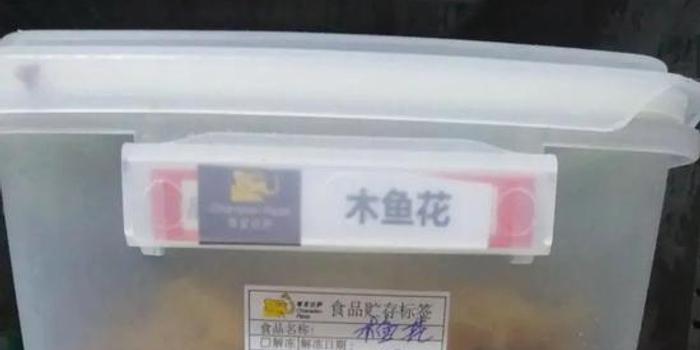 木鱼花
食品贮存标签
食品名称: 木鱼花
口解冻 解冻日期: